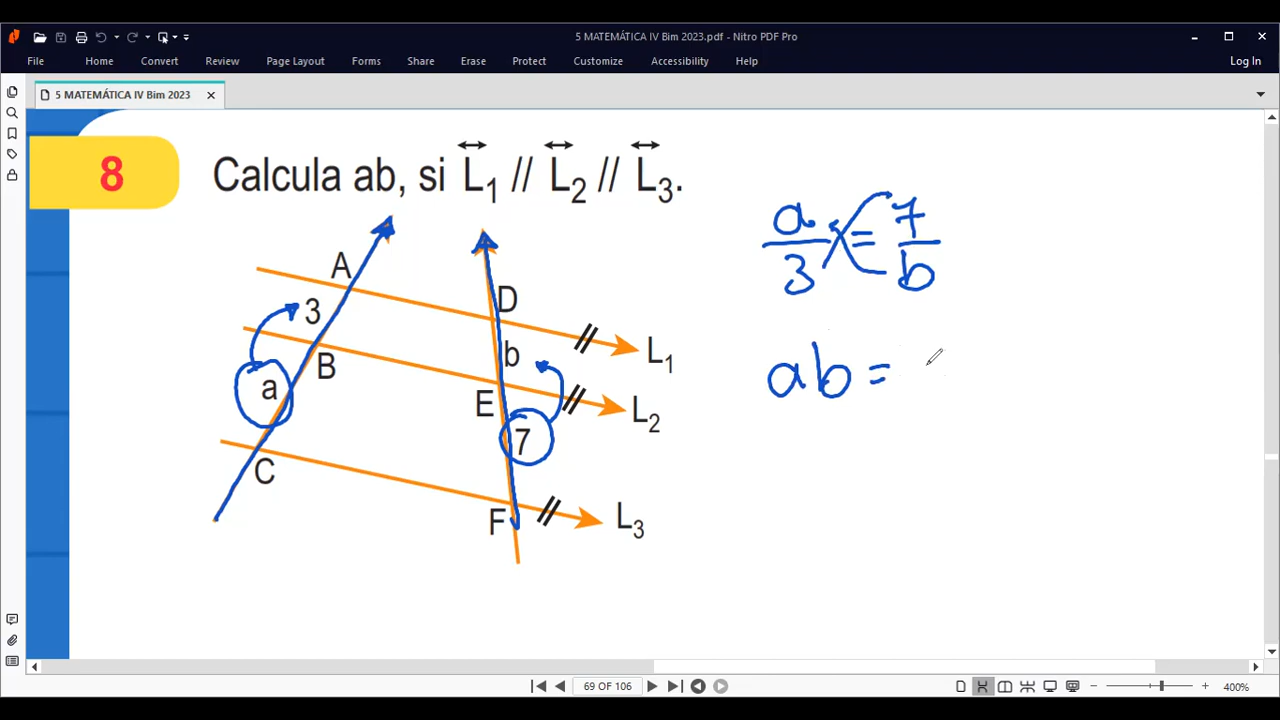 5 MATEMÁTICA IV Bim 2023.pdf - Nitro PDF Pro
File Home Convert Review Page Layout Forms Share Erase Protect Customize Accessibility Help Log In
5 MATEMÁTICA IV Bim 2023
8 Calcula ab, si L1 // L2 // L3.
a/3 = 7/b
A
3
D
B
b
L1
a
E
L2
7
C
F
L3
ab =
69 OF 106
400%